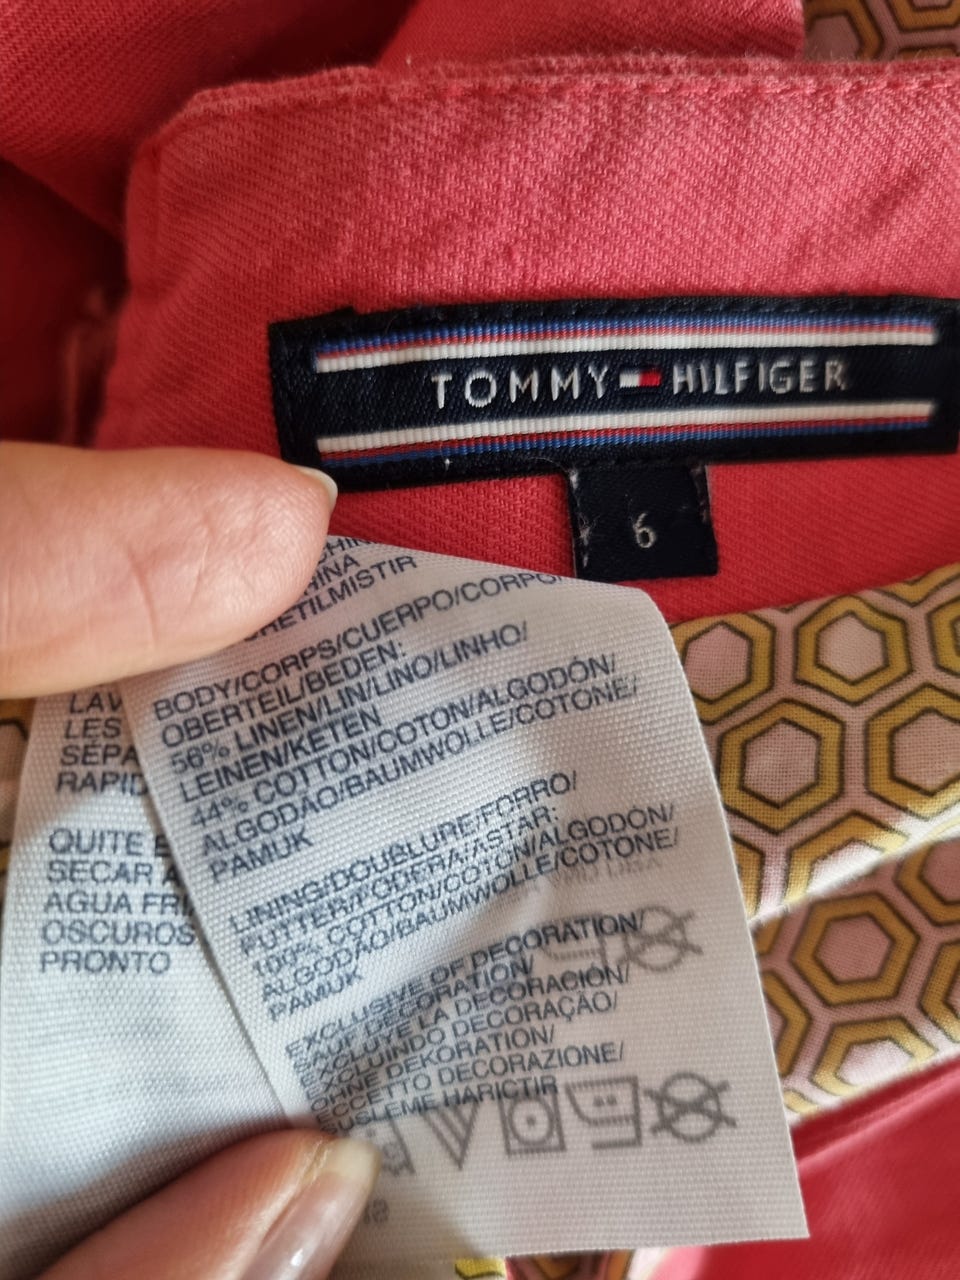 TOMMY HILFIGER
6
RETILMISTIR
BODY/CORPS/CUERPO/CORPO/
OBERTEIL/BEDEN:
56% LINEN/LIN/LINO/LINHO/
LEINEN/KETEN
44% COTTON/COTON/ALGODÓN/
ALGODÃO/BAUMWOLLE/COTONE/
PAMUK
LINING/DOUBLURE/FORRO/
FUTTER/FODERA/ASTAR:
100% COTTON/COTON/ALGODÓN/
ALGODÃO/BAUMWOLLE/COTONE/
PAMUK
EXCLUSIVE OF DECORATION/
SAUF DECORATION/
EXCLUYE LA DECORACIÓN/
EXCLUINDO DECORAÇÃO/
OHNE DEKORATION/
ECCETTO DECORAZIONE/
SUSLEME HARICTIR
LAV
LES
SÉPA
RAPID
QUITE
SECAR A
AGUA FRI
OSCUROS
PRONTO